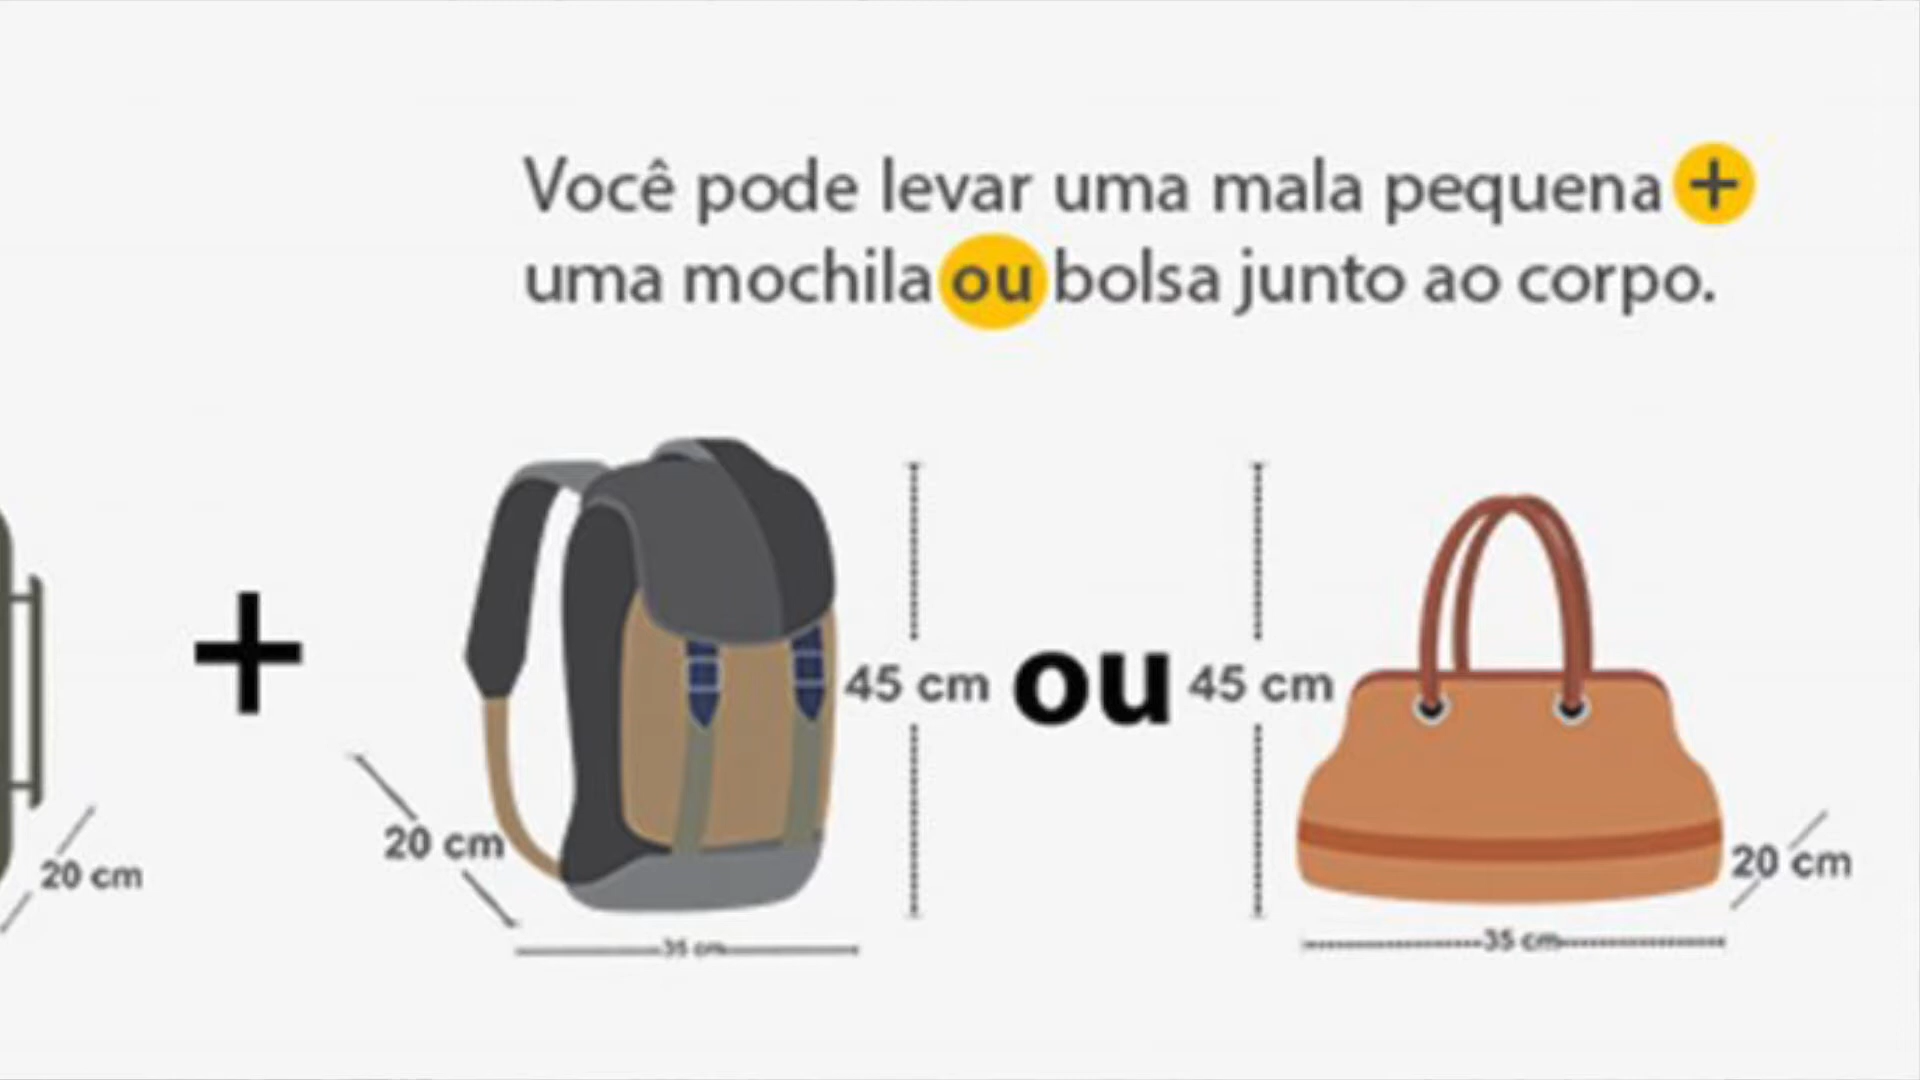 Você pode levar uma mala pequena +
uma mochila ou bolsa junto ao corpo.
+
45 cm
ou
45 cm
20 cm
20 cm
20 cm
35 cm
35 cm